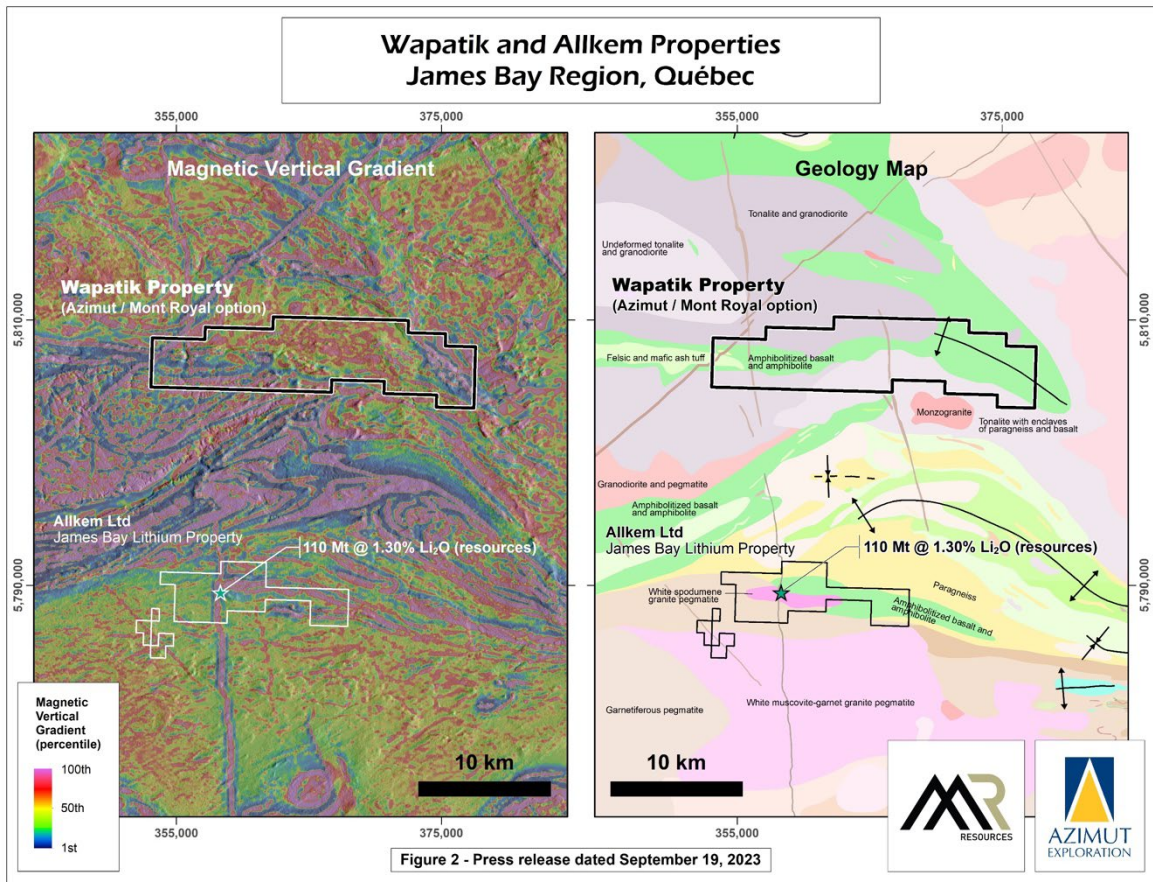 Wapatik and Allkem Properties
James Bay Region, Québec
355,000
375,000
355,000
375,000
Magnetic Vertical Gradient
5,810,000
5,790,000
Wapatik Property
(Azimut / Mont Royal option)
Allkem Ltd
James Bay Lithium Property
110 Mt @ 1.30% Li₂O (resources)
Magnetic
Vertical
Gradient
(percentile)
100th
50th
1st
10 km
355,000
375,000
Geology Map
Tonalite and granodiorite
Undeformed tonalite
and granodiorite
Wapatik Property
(Azimut / Mont Royal option)
5,810,000
5,790,000
Felsic and mafic ash tuff
Amphibolitized basalt
and amphibolite
Monzogranite
Tonalite with enclaves
of paragneiss and basalt
Granodiorite and pegmatite
Amphibolitized basalt
and amphibolite
Allkem Ltd
James Bay Lithium Property
110 Mt @ 1.30% Li₂O (resources)
White spodumene
granite pegmatite
Paragneiss
Amphibolitized basalt and
amphibolite
Garnetiferous pegmatite
White muscovite-garnet granite pegmatite
10 km
355,000
MR
RESOURCES
AZIMUT
EXPLORATION
Figure 2 - Press release dated September 19, 2023